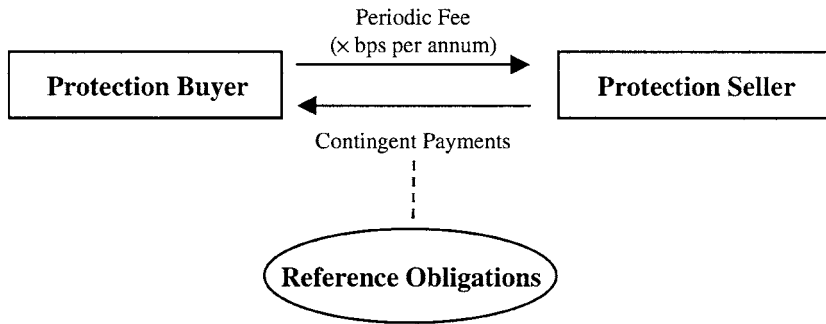 Periodic Fee
(× bps per annum)
Protection Buyer
Protection Seller
Contingent Payments
Reference Obligations